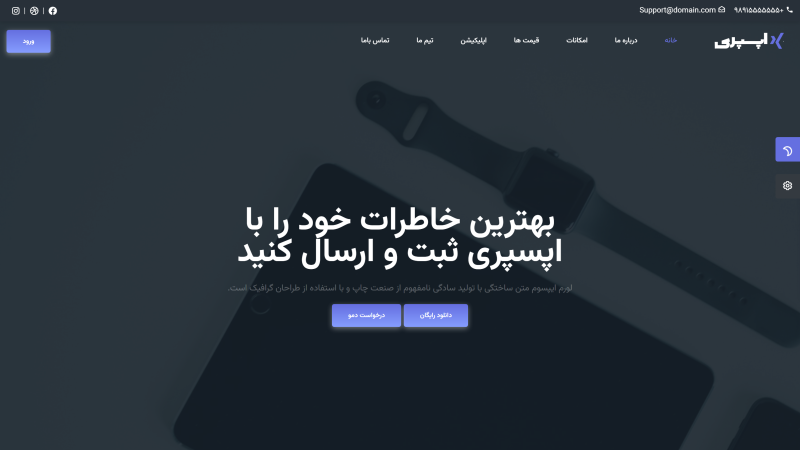 +۹۸۹۱۵۵۵۵۵۵۵
Support@domain.com
اپسپری
خانه
درباره ما
امکانات
قیمت ها
اپلیکیشن
تیم ما
تماس باما
ورود
بهترین خاطرات خود را با
اپسپری ثبت و ارسال کنید
لورم ایپسوم متن ساختگی با تولید سادگی نامفهوم از صنعت چاپ و با استفاده از طراحان گرافیک است.
دانلود رایگان
درخواست دمو